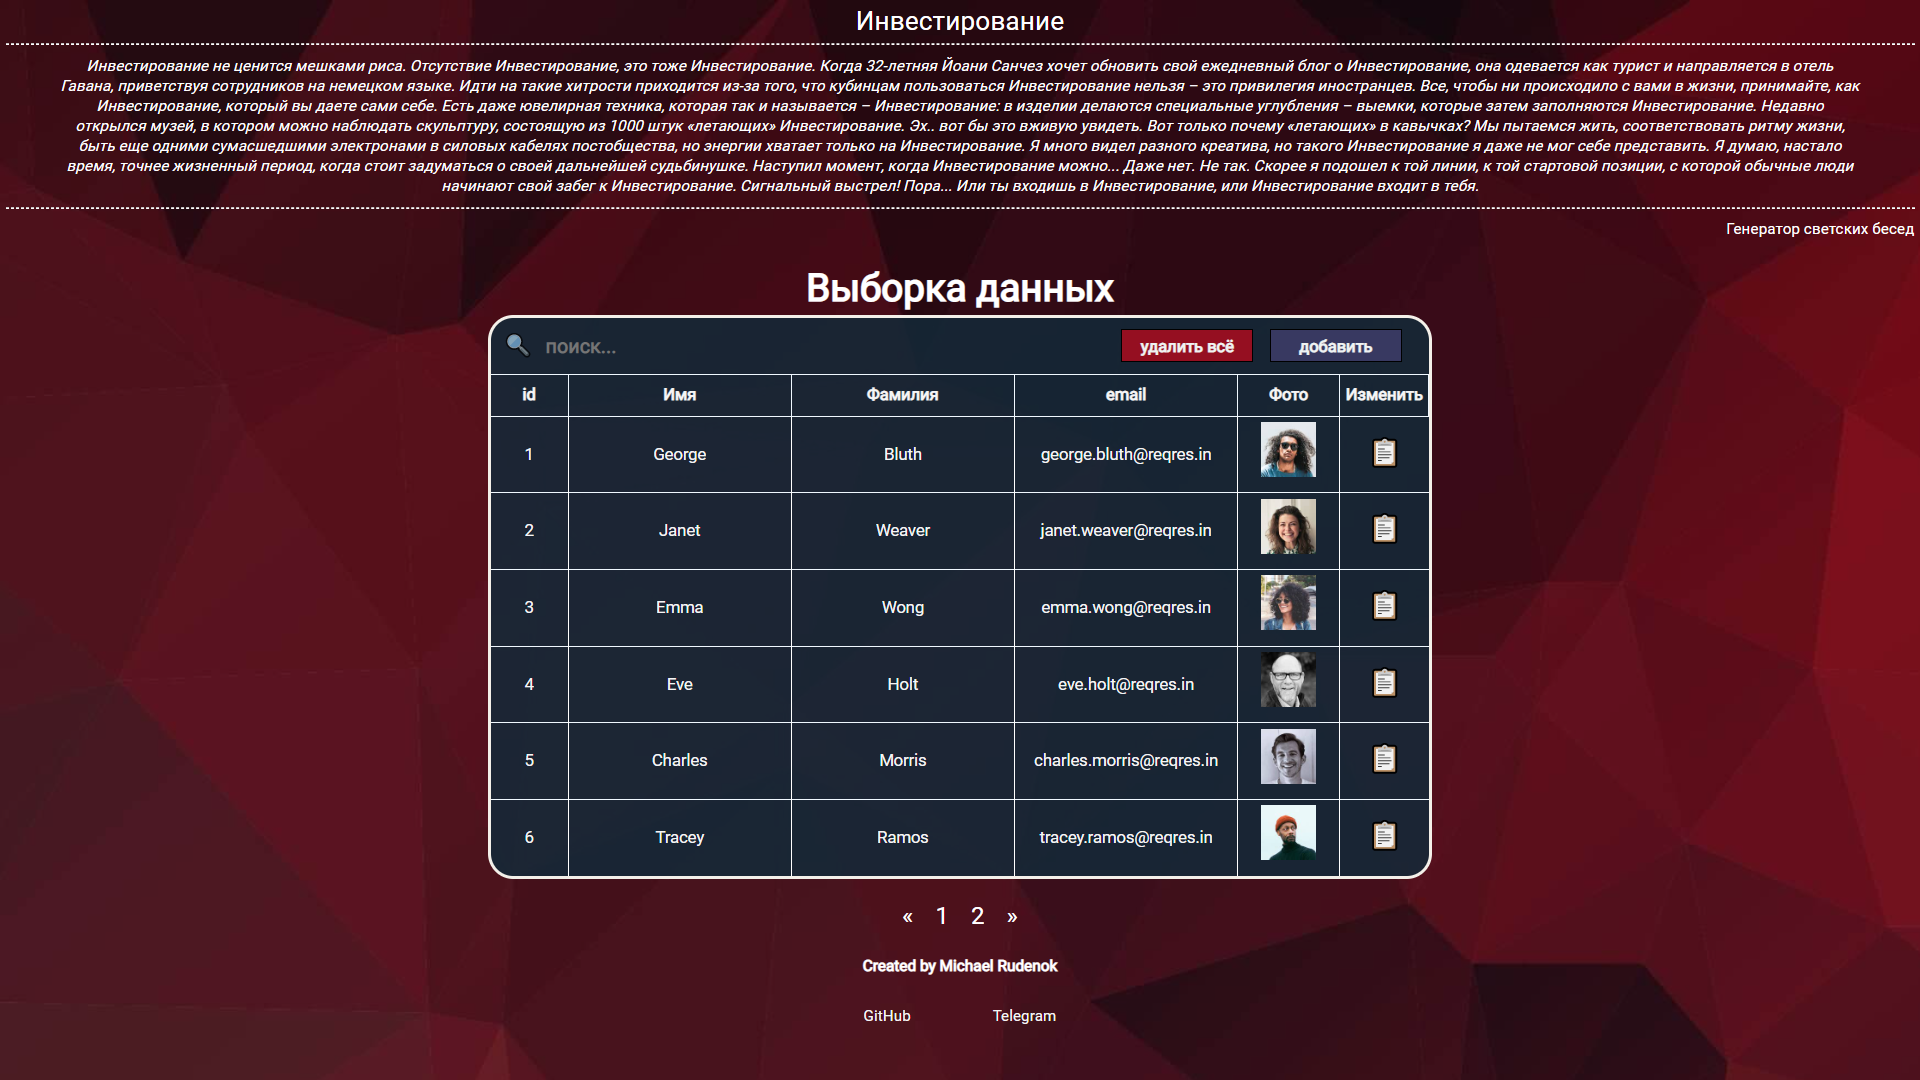 Инвестирование
Инвестирование не ценится мешками риса. Отсутствие Инвестирование, это тоже Инвестирование. Когда 32-летняя Йоани Санчез хочет обновить свой ежедневный блог о Инвестирование, она одевается как турист и направляется в отель
Гавана, приветствуя сотрудников на немецком языке. Идти на такие хитрости приходится из-за того, что кубинцам пользоваться Инвестирование нельзя – это привилегия иностранцев. Все, чтобы ни происходило с вами в жизни, принимайте, как
Инвестирование, который вы даете сами себе. Есть даже ювелирная техника, которая так и называется – Инвестирование: в изделии делаются специальные углубления – выемки, которые затем заполняются Инвестирование. Недавно
открылся музей, в котором можно наблюдать скульптуру, состоящую из 1000 штук «летающих» Инвестирование. Эх.. вот бы это вживую увидеть. Вот только почему «летающих» в кавычках? Мы пытаемся жить, соответствовать ритму жизни,
быть еще одними сумасшедшими электронами в силовых кабелях постобщества, но энергии хватает только на Инвестирование. Я много видел разного креатива, но такого Инвестирование я даже не мог себе представить. Я думаю, настало
время, точнее жизненный период, когда стоит задуматься о своей дальнейшей судьбинушке. Наступил момент, когда Инвестирование можно... Даже нет. Не так. Скорее я подошел к той линии, к той стартовой позиции, с которой обычные люди
начинают свой забег к Инвестирование. Сигнальный выстрел! Пора... Или ты входишь в Инвестирование, или Инвестирование входит в тебя.
Генератор светских бесед
Выборка данных
поиск... удалить всё добавить
id Имя Фамилия email Фото Изменить
1 George Bluth george.bluth@reqres.in
2 Janet Weaver janet.weaver@reqres.in
3 Emma Wong emma.wong@reqres.in
4 Eve Holt eve.holt@reqres.in
5 Charles Morris charles.morris@reqres.in
6 Tracey Ramos tracey.ramos@reqres.in
« 1 2 »
Created by Michael Rudenok
GitHub Telegram